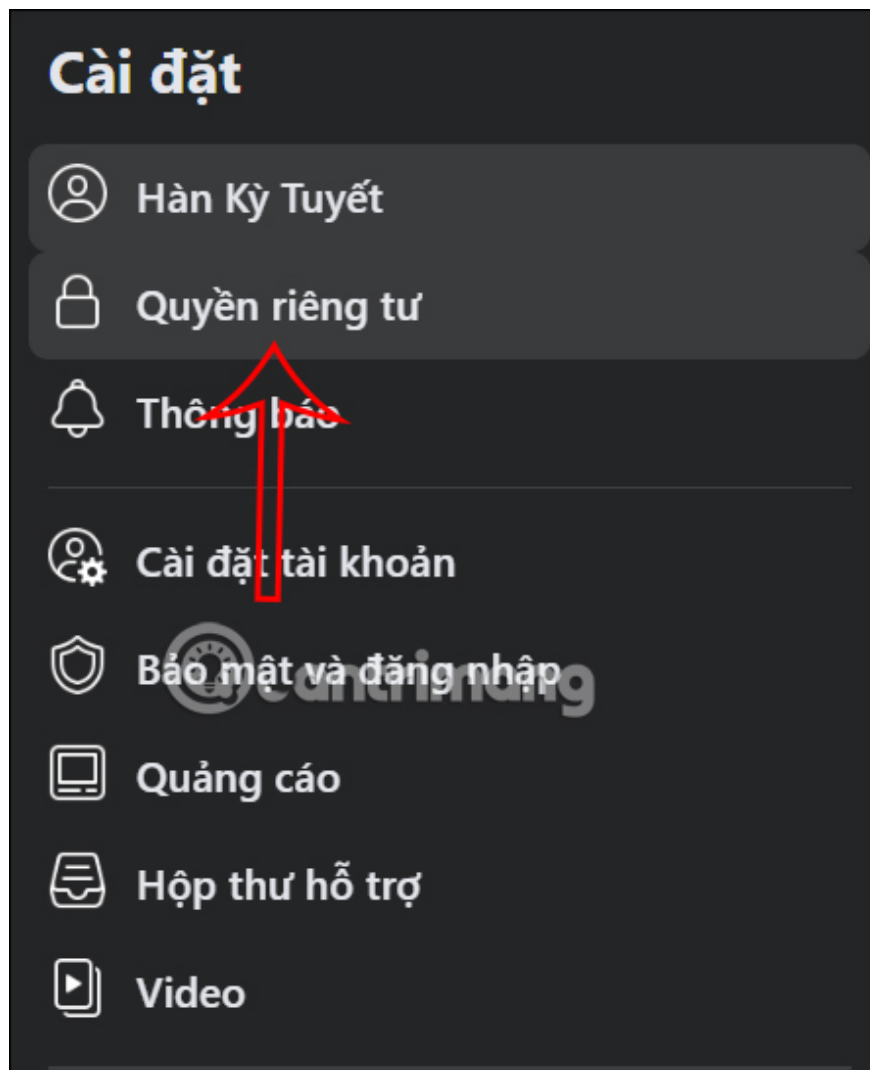 Cài đặt
Hàn Kỳ Tuyết
Quyền riêng tư
Thông báo
Cài đặt tài khoản
Bảo mật và đăng nhập
uantrimang
Quảng cáo
Hộp thư hỗ trợ
Video